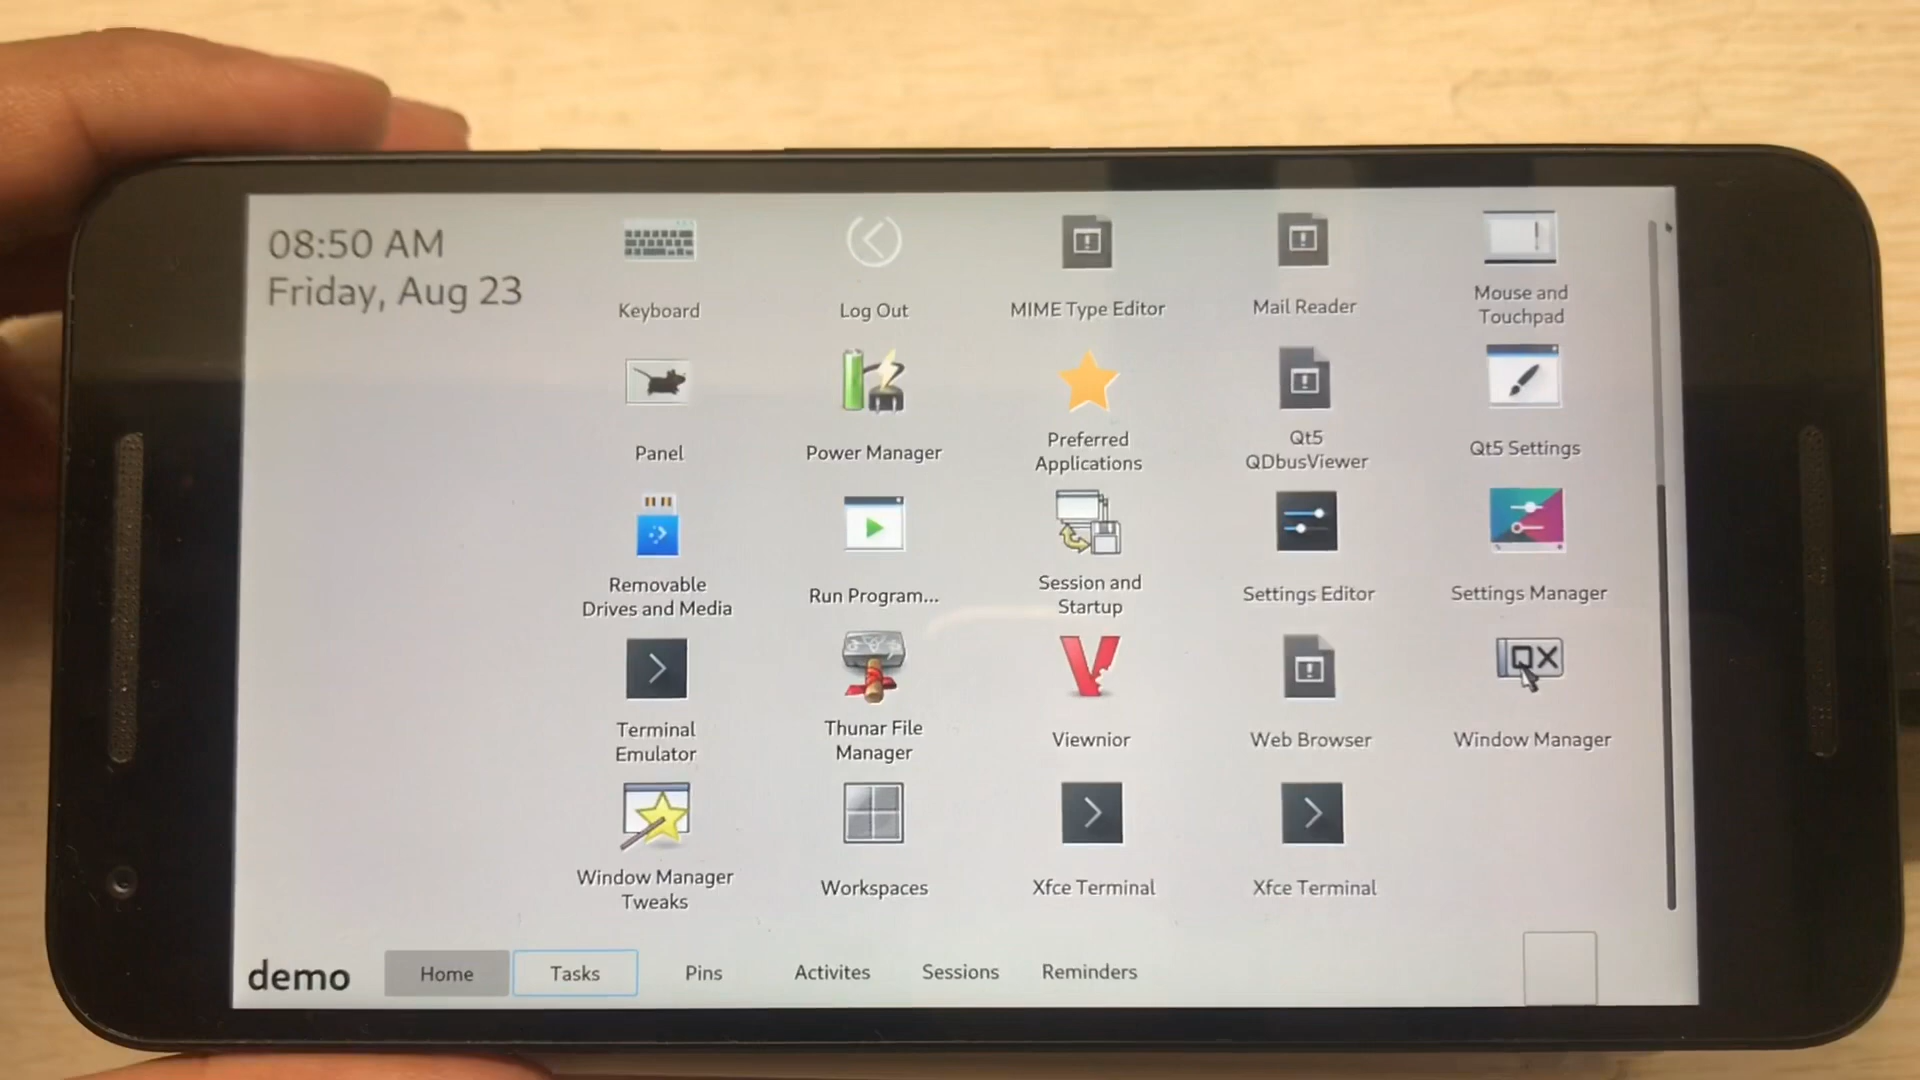 08:50 AM
Friday, Aug 23
Keyboard
Log Out
MIME Type Editor
Mail Reader
Mouse and
Touchpad
Panel
Power Manager
Preferred
Applications
Qt5
QDbusViewer
Qt5 Settings
Removable
Drives and Media
Run Program...
Session and
Startup
Settings Editor
Settings Manager
Terminal
Emulator
Thunar File
Manager
Viewnior
Web Browser
Window Manager
Window Manager
Tweaks
Workspaces
Xfce Terminal
Xfce Terminal
demo
Home
Tasks
Pins
Activites
Sessions
Reminders